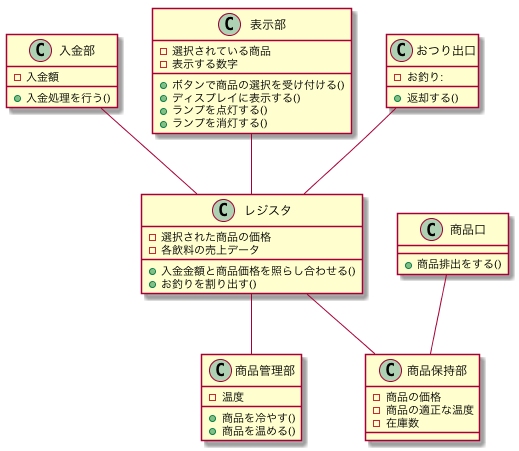 C 入金部
入金額
入金処理を行う()
C 表示部
選択されている商品
表示する数字
ボタンで商品の選択を受け付ける()
ディスプレイに表示する()
ランプを点灯する()
ランプを消灯する()
C おつり出口
お釣り:
返却する()
C レジスタ
選択された商品の価格
各飲料の売上データ
入金金額と商品価格を照らし合わせる()
お釣りを割り出す()
C 商品口
商品排出をする()
C 商品管理部
温度
商品を冷やす()
商品を温める()
C 商品保持部
商品の価格
商品の適正な温度
在庫数